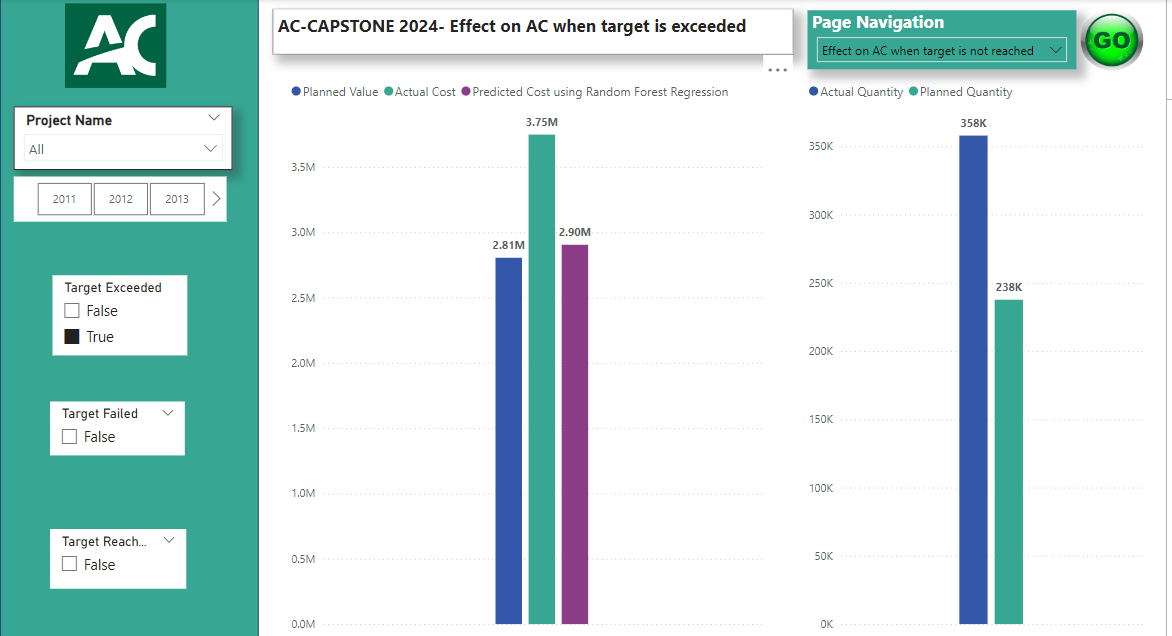 AC
AC-CAPSTONE 2024- Effect on AC when target is exceeded
Page Navigation
Effect on AC when target is not reached
GO
Project Name
All
2011 2012 2013
Target Exceeded
False
True
Target Failed
False
Target Reach...
False
Planned Value Actual Cost Predicted Cost using Random Forest Regression
3.75M
3.5M
3.0M
2.90M
2.81M
2.5M
2.0M
1.5M
1.0M
0.5M
0.0M
Actual Quantity Planned Quantity
358K
350K
300K
250K
238K
200K
150K
100K
50K
0K